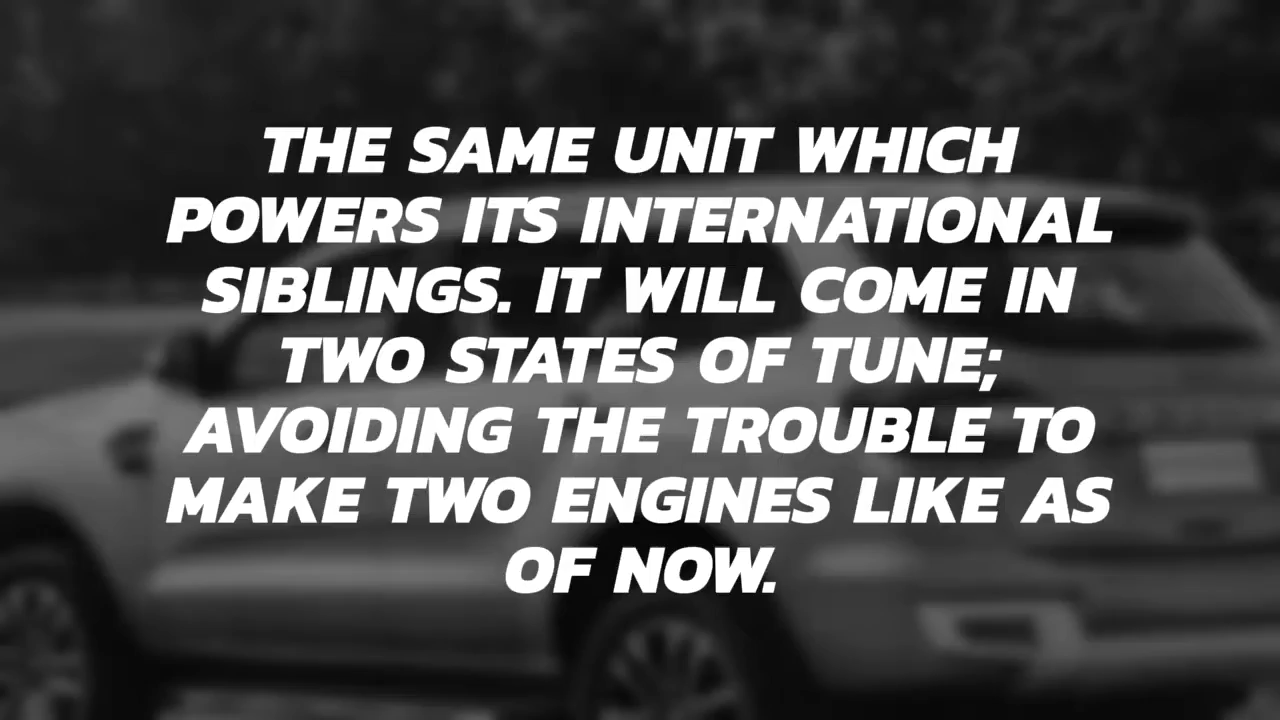 THE SAME UNIT WHICH
POWERS ITS INTERNATIONAL
SIBLINGS. IT WILL COME IN
TWO STATES OF TUNE;
AVOIDING THE TROUBLE TO
MAKE TWO ENGINES LIKE AS
OF NOW.